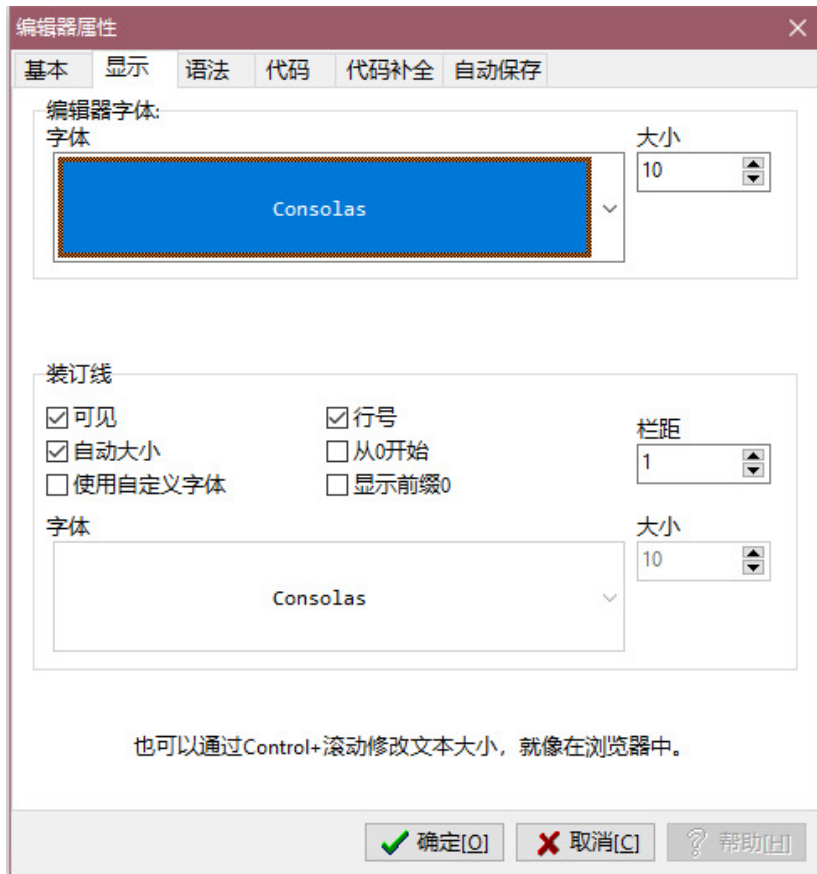 编辑器属性
基本 显示 语法 代码 代码补全 自动保存
编辑器字体:
字体 大小
Consolas 10
装订线
可见 行号
自动大小 从0开始 栏距
使用自定义字体 显示前缀0 1
字体 大小
Consolas 10
也可以通过Control+滚动修改文本大小，就像在浏览器中。
确定[O] 取消[C] 帮助[H]